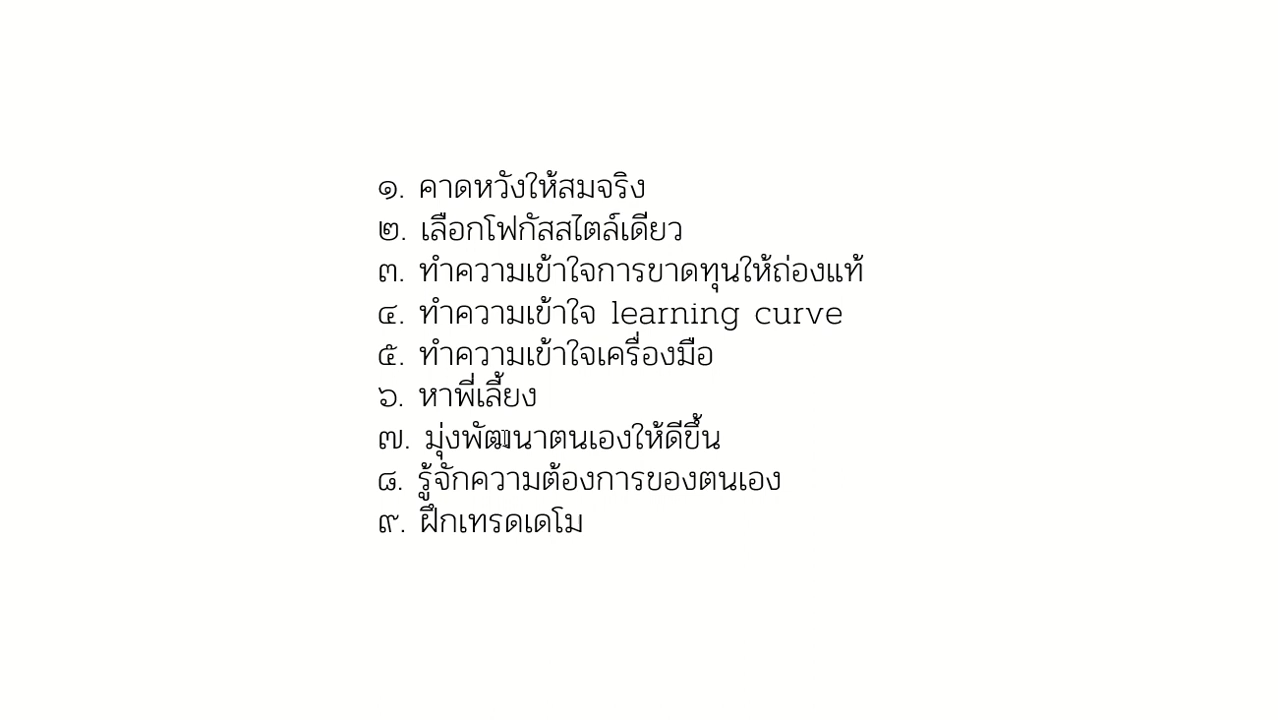 ๑. คาดหวังให้สมจริง
๒. เลือกโฟกัสสไตล์เดียว
๓. ทำความเข้าใจการขาดทุนให้ถ่องแท้
๔. ทำความเข้าใจ learning curve
๕. ทำความเข้าใจเครื่องมือ
๖. หาพี่เลี้ยง
๗. มุ่งพัฒนาตนเองให้ดีขึ้น
๘. รู้จักความต้องการของตนเอง
๙. ฝึกเทรดเดโม